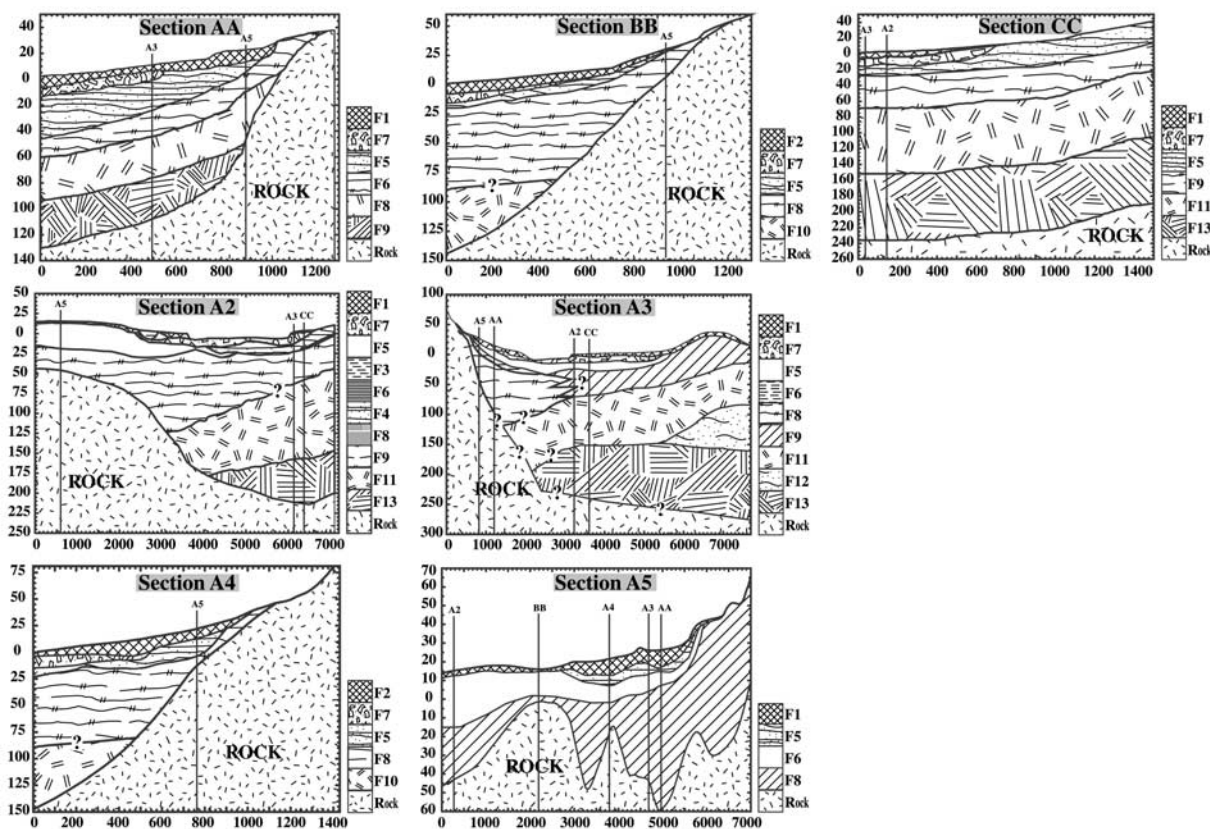 Section AA
40
20
0
20
40
60
80
100
120
140
A3
A5
ROCK
0 200 400 600 800 1000 1200
F1
F7
F5
F6
F8
F9
Rock
Section BB
60
50
25
0
25
50
75
100
125
150
A5
?
ROCK
0 200 400 600 800 1000 1200
F2
F7
F5
F8
F10
Rock
Section CC
40
20
0
20
40
60
80
100
120
140
160
180
200
220
240
260
A3 A2
ROCK
0 200 400 600 800 1000 1200 1500
F1
F7
F5
F9
F11
F13
Rock
Section A2
50
25
0
25
50
75
100
125
150
175
200
225
250
A5
A3 CC
?
ROCK
0 1000 2000 3000 4000 5000 6000 7000
F1
F7
F5
F3
F6
F4
F8
F9
F11
F13
Rock
Section A3
100
50
0
50
100
150
200
250
300
A5 AA
A2 CC
?
?
?
?
?
?
?
?
ROCK
0 1000 2000 3000 4000 5000 6000 7000
F1
F7
F5
F6
F8
F9
F11
F12
F13
Rock
Section A4
75
50
25
0
25
50
75
100
125
150
A5
?
ROCK
0 200 400 600 800 1000 1200 1400
F2
F7
F5
F8
F10
Rock
Section A5
70
60
50
40
30
20
10
0
10
20
30
40
50
60
A2
BB
A4
A3 AA
ROCK
0 1000 2000 3000 4000 5000 6000 7000
F1
F5
F6
F8
Rock